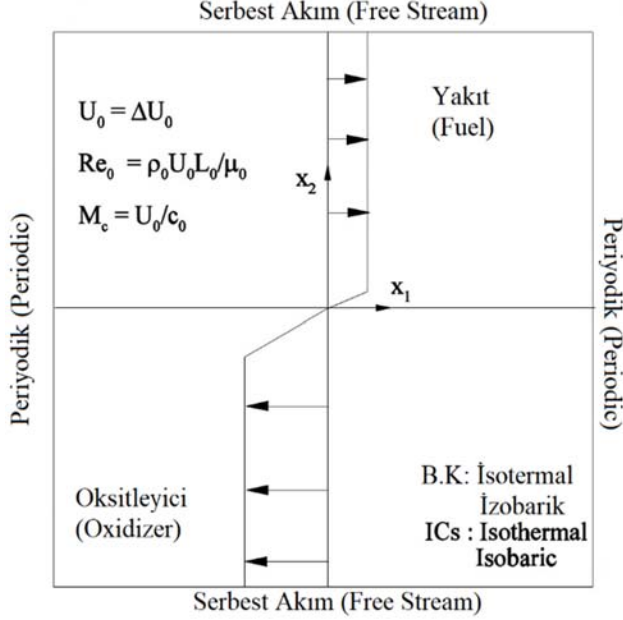 Serbest Akım (Free Stream)
U₀ = ΔU₀
Re₀ = ρ₀U₀L₀/μ₀
M꜀ = U₀/c₀
Yakıt
(Fuel)
X₂
X₁
Periyodik (Periodic)
Periyodik (Periodic)
Oksitleyici
(Oxidizer)
B.K: İsotermal
İzobarik
ICs : Isothermal
Isobaric
Serbest Akım (Free Stream)